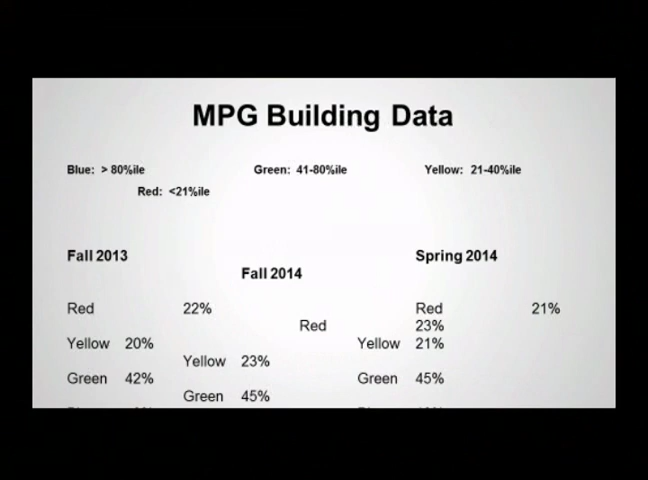 MPG Building Data
Blue: > 80%ile Green: 41-80%ile Yellow: 21-40%ile
Red: <21%ile
Fall 2013 Spring 2014
Fall 2014
Red 22% Red 21%
Red 23%
Yellow 20% Yellow 21%
Yellow 23%
Green 42% Green 45%
Green 45%